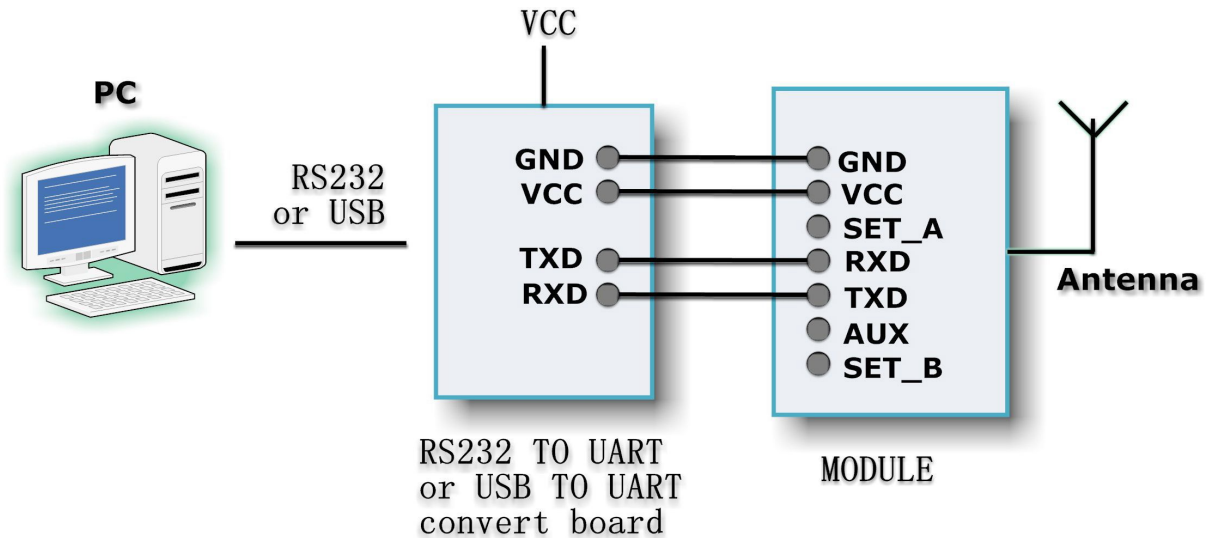 VCC
PC
RS232
or USB
GND
VCC
TXD
RXD
GND
VCC
SET_A
RXD
TXD
AUX
SET_B
Antenna
RS232 TO UART
or USB TO UART
convert board
MODULE